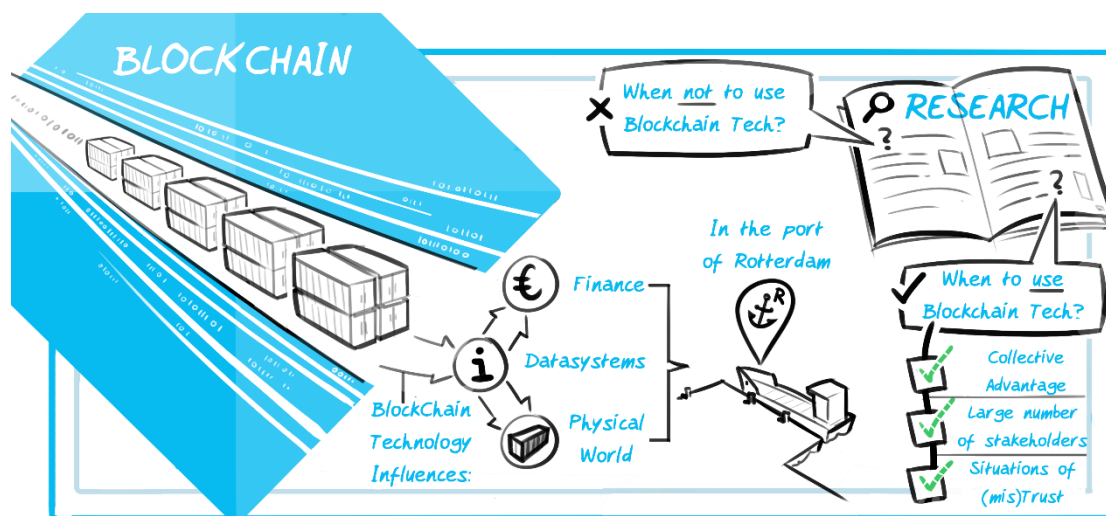 BLOCKCHAIN
When not to use
Blockchain Tech?
RESEARCH
?
?
In the port
of Rotterdam
R
When to use
Blockchain Tech?
€
Finance
i
Datasystems
BlockChain
Technology
Influences:
Physical
World
Collective
Advantage
Large number
of stakeholders
Situations of
(mis)Trust